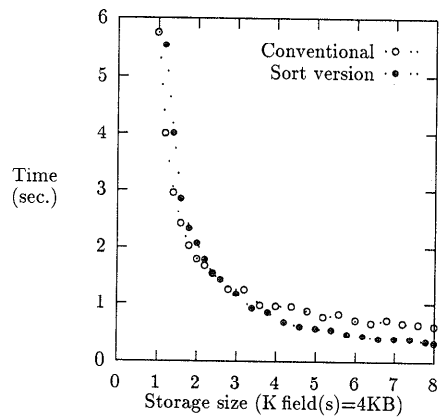 6
5
4
3
2
1
0
Time
(sec.)
Conventional
Sort version
0 1 2 3 4 5 6 7 8
Storage size (K field(s)=4KB)